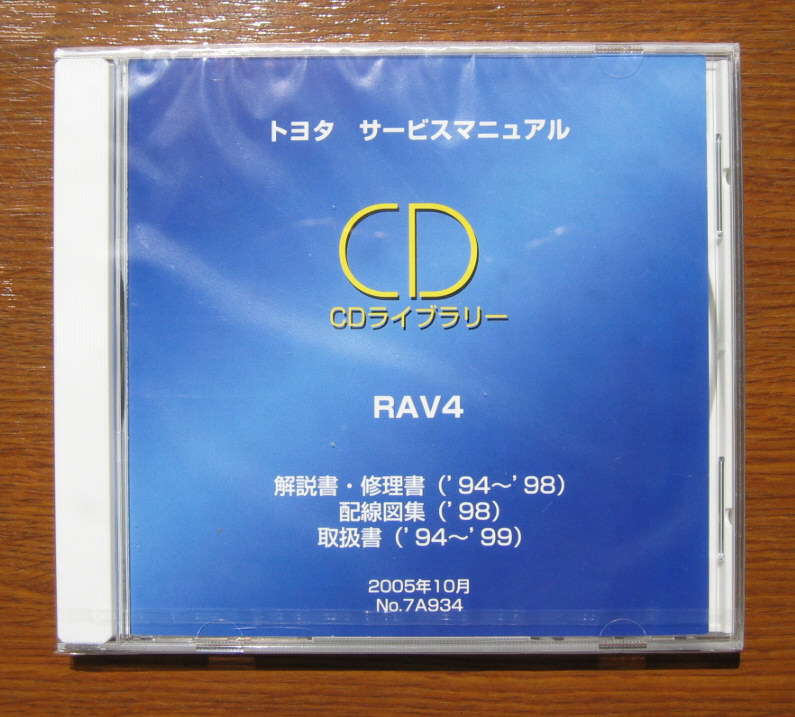 トヨタ　サービスマニュアル
CD
CDライブラリー
RAV4
解説書・修理書（'94～'98）
配線図集（'98）
取扱書（'94～'99）
2005年10月
No.7A934